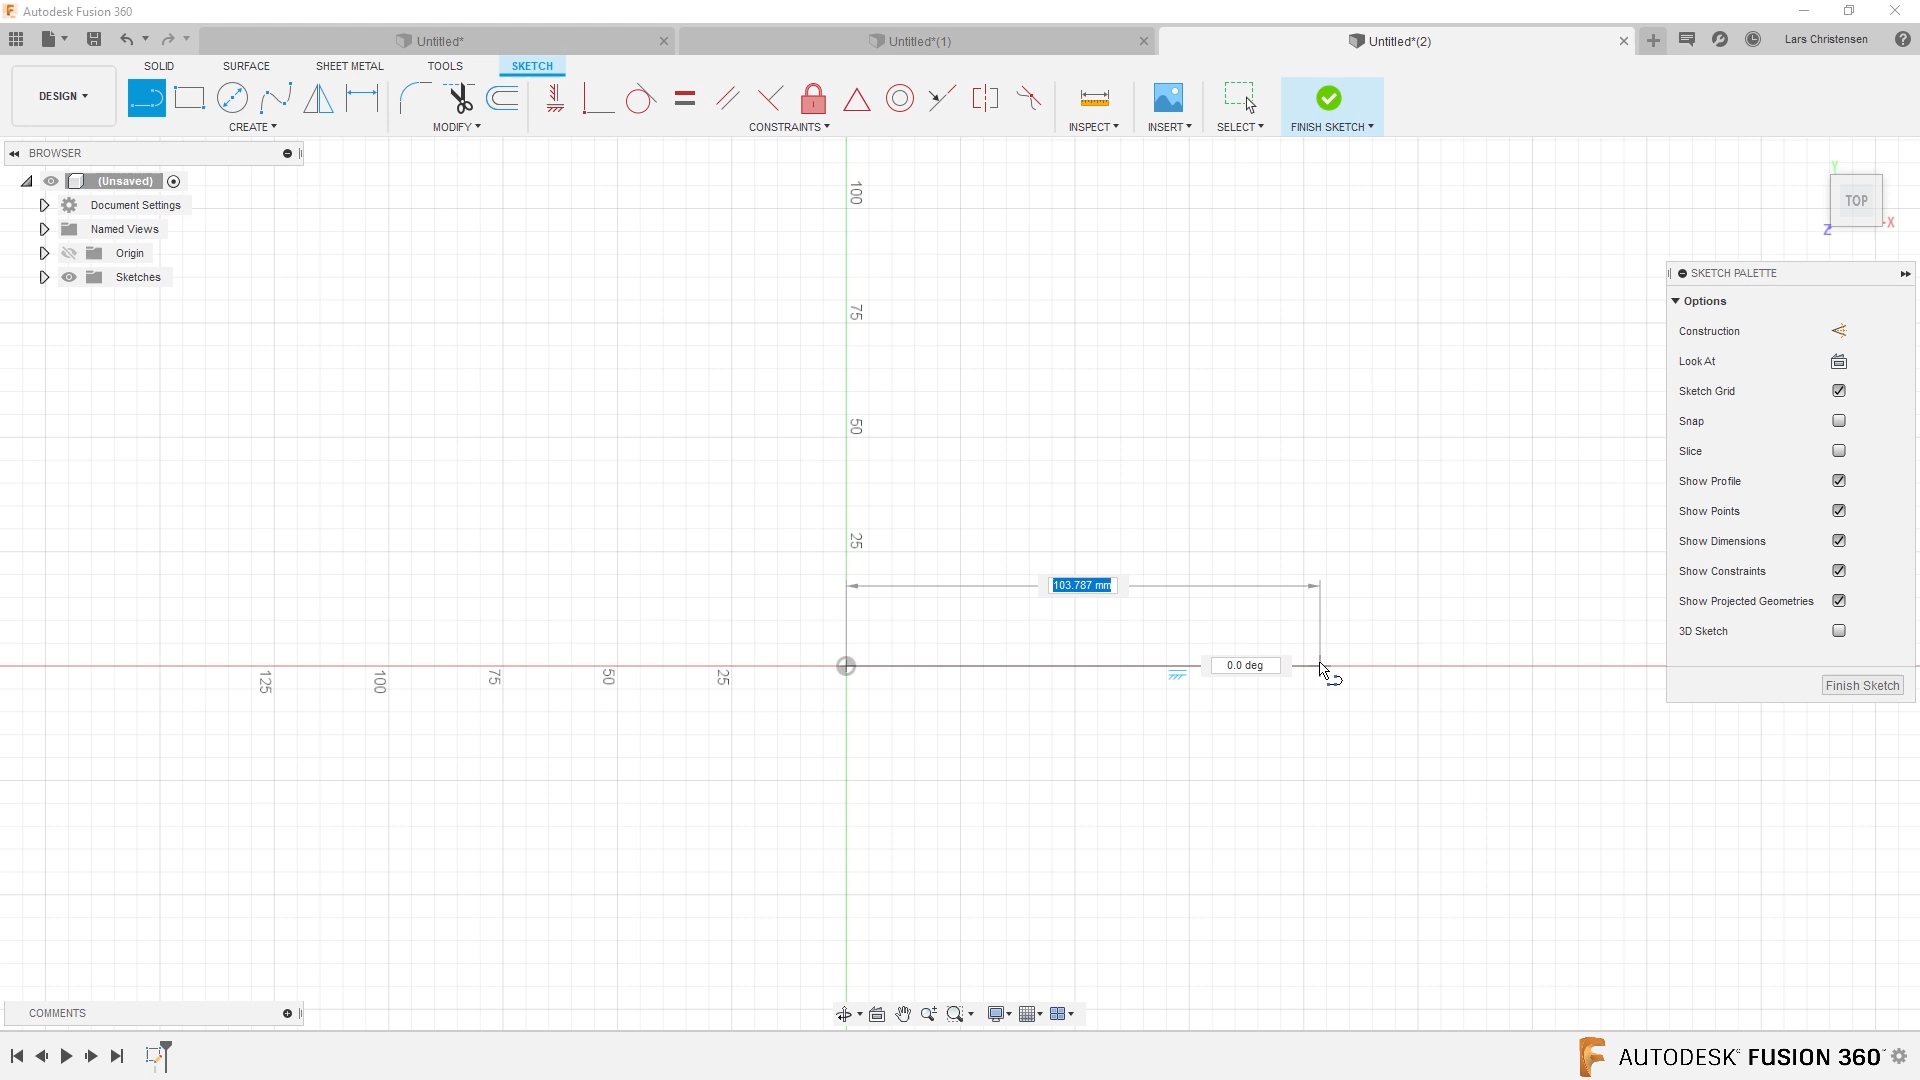 Autodesk Fusion 360
Untitled*
Untitled*(1)
Untitled*(2)
Lars Christensen
DESIGN
SOLID
SURFACE
SHEET METAL
TOOLS
SKETCH
CREATE
MODIFY
CONSTRAINTS
INSPECT
INSERT
SELECT
FINISH SKETCH
BROWSER
(Unsaved)
Document Settings
Named Views
Origin
Sketches
100
75
50
25
125
100
75
50
25
103.787 mm
0.0 deg
Y
TOP
X
Z
SKETCH PALETTE
Options
Construction
Look At
Sketch Grid
Snap
Slice
Show Profile
Show Points
Show Dimensions
Show Constraints
Show Projected Geometries
3D Sketch
Finish Sketch
COMMENTS
AUTODESK FUSION 360